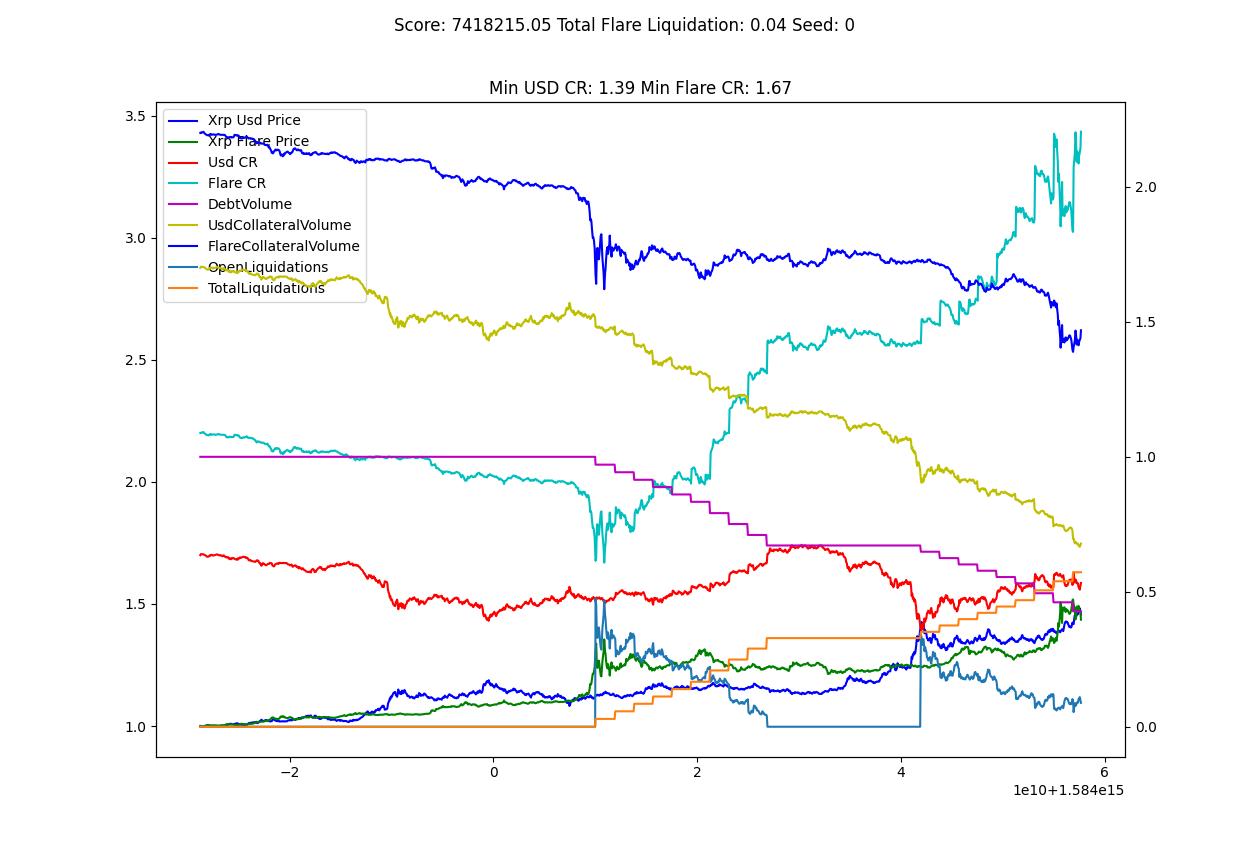 Score: 7418215.05 Total Flare Liquidation: 0.04 Seed: 0
Min USD CR: 1.39 Min Flare CR: 1.67
Xrp Usd Price
Xrp Flare Price
Usd CR
Flare CR
DebtVolume
UsdCollateralVolume
FlareCollateralVolume
OpenLiquidations
TotalLiquidations
3.5
3.0
2.5
2.0
1.5
1.0
2.0
1.5
1.0
0.5
0.0
−2
0
2
4
6
1e10+1.584e15